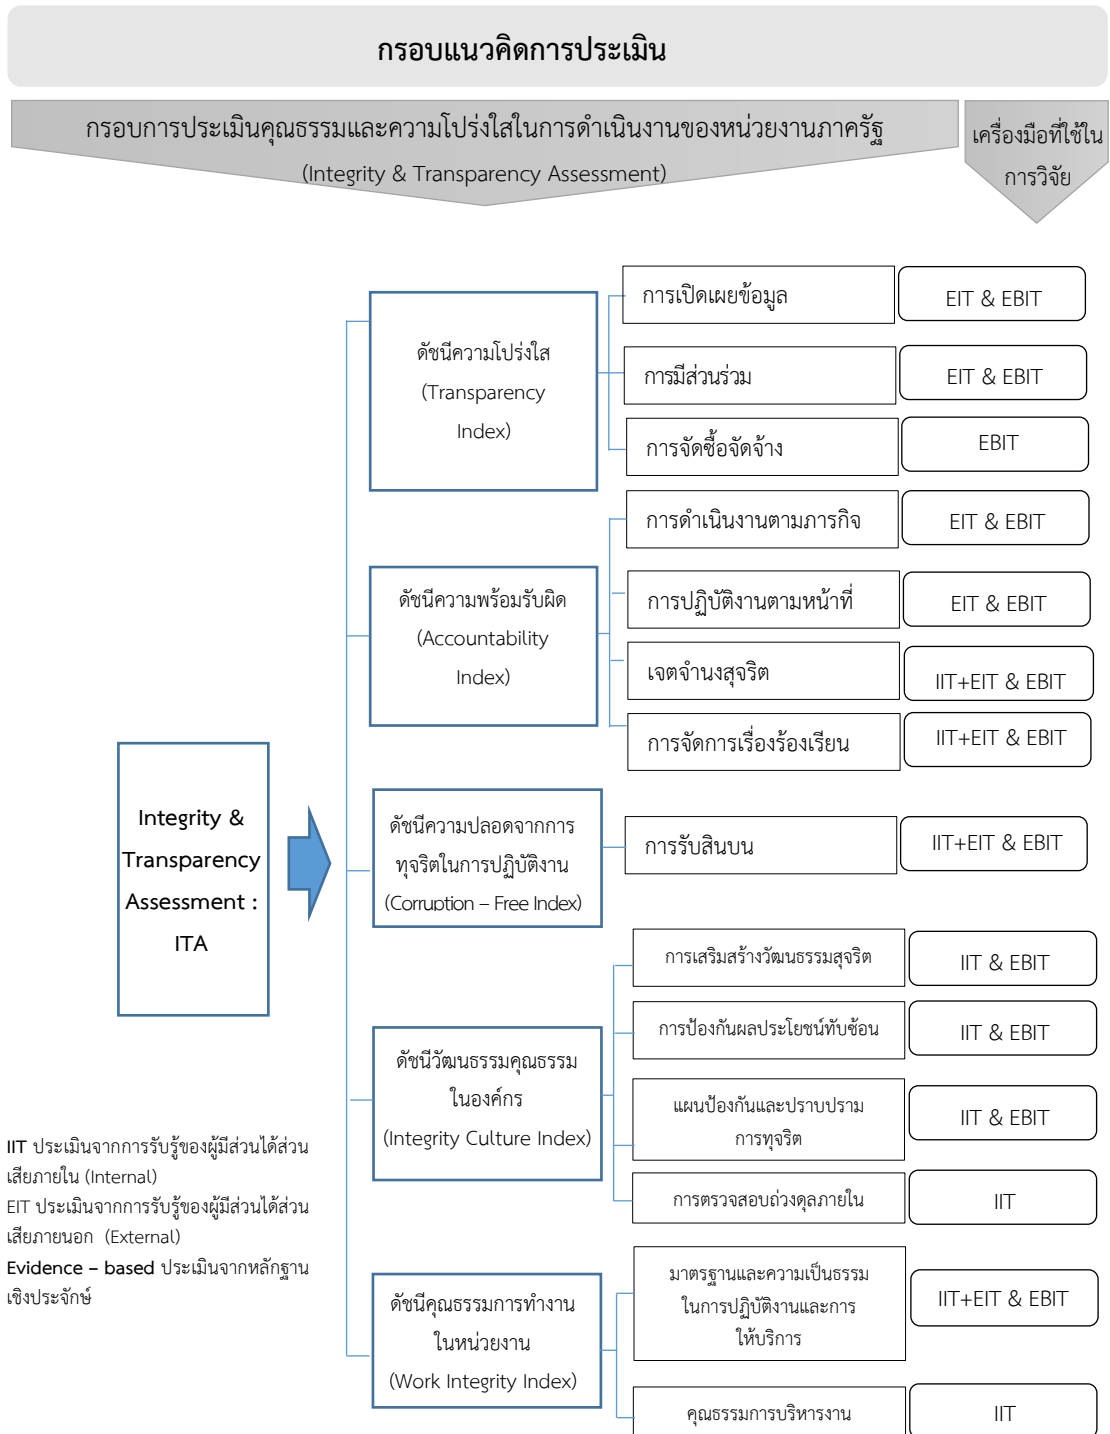 กรอบแนวคิดการประเมิน
กรอบการประเมินคุณธรรมและความโปร่งใสในการดำเนินงานของหน่วยงานภาครัฐ
(Integrity & Transparency Assessment)
เครื่องมือที่ใช้ใน
การวิจัย
Integrity &
Transparency
Assessment :
ITA
ดัชนีความโปร่งใส
(Transparency
Index)
การเปิดเผยข้อมูล
EIT & EBIT
การมีส่วนร่วม
EIT & EBIT
การจัดซื้อจัดจ้าง
EBIT
ดัชนีความพร้อมรับผิด
(Accountability
Index)
การดำเนินงานตามภารกิจ
EIT & EBIT
การปฏิบัติงานตามหน้าที่
EIT & EBIT
เจตจำนงสุจริต
IIT+EIT & EBIT
การจัดการเรื่องร้องเรียน
IIT+EIT & EBIT
ดัชนีความปลอดจากการ
ทุจริตในการปฏิบัติงาน
(Corruption – Free Index)
การรับสินบน
IIT+EIT & EBIT
ดัชนีวัฒนธรรมคุณธรรม
ในองค์กร
(Integrity Culture Index)
การเสริมสร้างวัฒนธรรมสุจริต
IIT & EBIT
การป้องกันผลประโยชน์ทับซ้อน
IIT & EBIT
แผนป้องกันและปราบปราม
การทุจริต
IIT & EBIT
การตรวจสอบถ่วงดุลภายใน
IIT
ดัชนีคุณธรรมการทำงาน
ในหน่วยงาน
(Work Integrity Index)
มาตรฐานและความเป็นธรรม
ในการปฏิบัติงานและการ
ให้บริการ
IIT+EIT & EBIT
คุณธรรมการบริหารงาน
IIT
IIT ประเมินจากการรับรู้ของผู้มีส่วนได้ส่วน
เสียภายใน (Internal)
EIT ประเมินจากการรับรู้ของผู้มีส่วนได้ส่วน
เสียภายนอก (External)
Evidence – based ประเมินจากหลักฐาน
เชิงประจักษ์